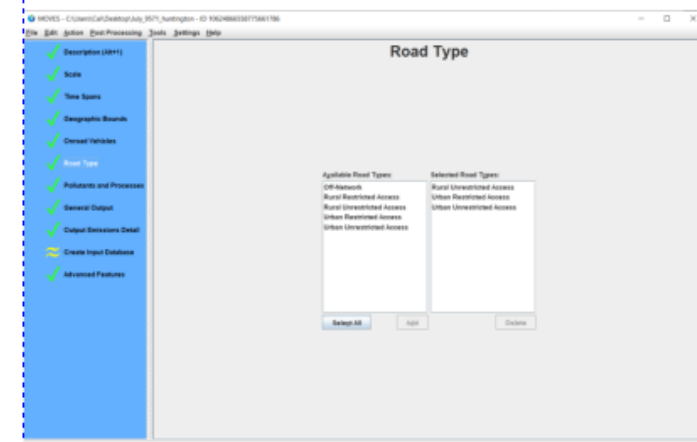 MOVES - C:\Users\Carl\Desktop\July_9571_huntington - ID
File Edit Action Post Processing Tools Settings Help
Description (Alt+1)
Scale
Time Spans
Geographic Bounds
Onroad Vehicles
Road Type
Pollutants and Processes
General Output
Output Emissions Detail
Create Input Database
Advanced Features
Road Type
Available Road Types:
Off-Network
Rural Restricted Access
Rural Unrestricted Access
Urban Restricted Access
Urban Unrestricted Access
Select All
Add
Selected Road Types:
Rural Unrestricted Access
Urban Restricted Access
Urban Unrestricted Access
Delete